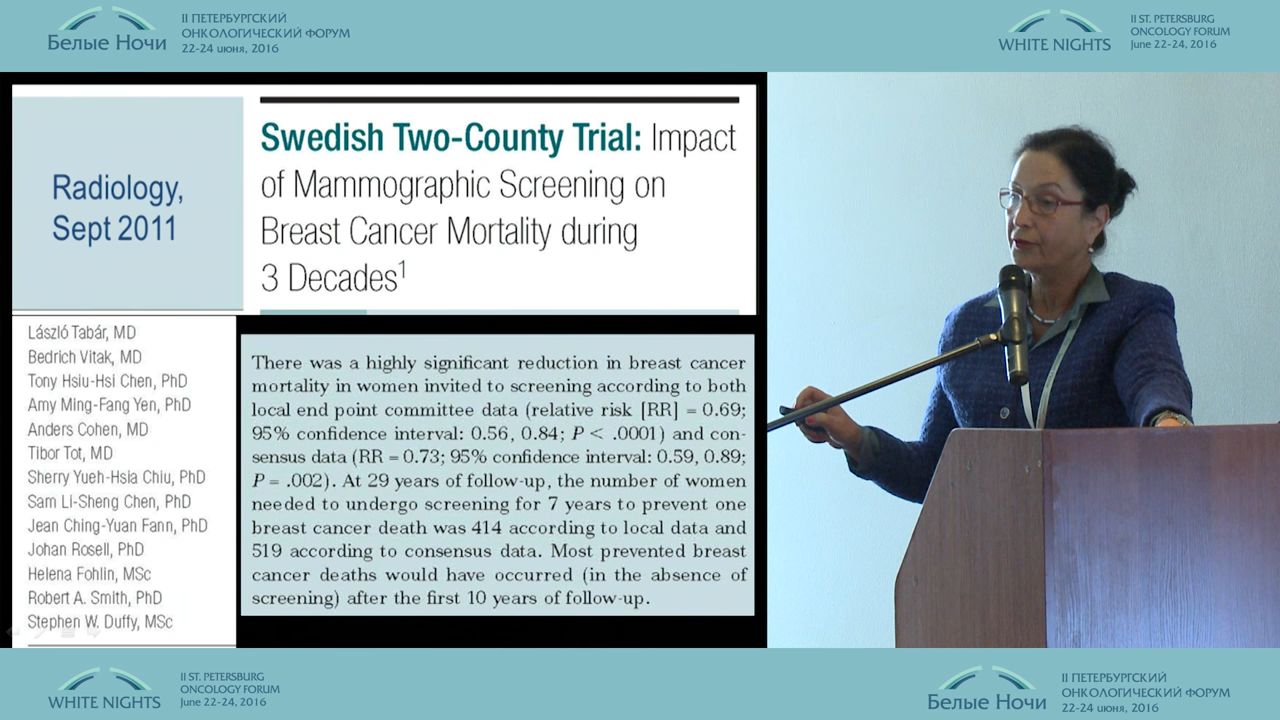 Белые Ночи
II ПЕТЕРБУРГСКИЙ
ОНКОЛОГИЧЕСКИЙ ФОРУМ
22-24 июня, 2016
WHITE NIGHTS
II ST. PETERSBURG
ONCOLOGY FORUM
June 22-24, 2016
Radiology,
Sept 2011
Swedish Two-County Trial: Impact
of Mammographic Screening on
Breast Cancer Mortality during
3 Decades1
László Tabár, MD
Bedrich Vitak, MD
Tony Hsiu-Hsi Chen, PhD
Amy Ming-Fang Yen, PhD
Anders Cohen, MD
Tibor Tot, MD
Sherry Yueh-Hsia Chiu, PhD
Sam Li-Sheng Chen, PhD
Jean Ching-Yuan Fann, PhD
Johan Rosell, PhD
Helena Fohlin, MSc
Robert A. Smith, PhD
Stephen W. Duffy, MSc
There was a highly significant reduction in breast cancer
mortality in women invited to screening according to both
local end point committee data (relative risk [RR] = 0.69;
95% confidence interval: 0.56, 0.84; P < .0001) and con-
sensus data (RR = 0.73; 95% confidence interval: 0.59, 0.89;
P = .002). At 29 years of follow-up, the number of women
needed to undergo screening for 7 years to prevent one
breast cancer death was 414 according to local data and
519 according to consensus data. Most prevented breast
cancer deaths would have occurred (in the absence of
screening) after the first 10 years of follow-up.
WHITE NIGHTS
II ST. PETERSBURG
ONCOLOGY FORUM
June 22-24, 2016
Белые Ночи
II ПЕТЕРБУРГСКИЙ
ОНКОЛОГИЧЕСКИЙ ФОРУМ
22-24 июня, 2016